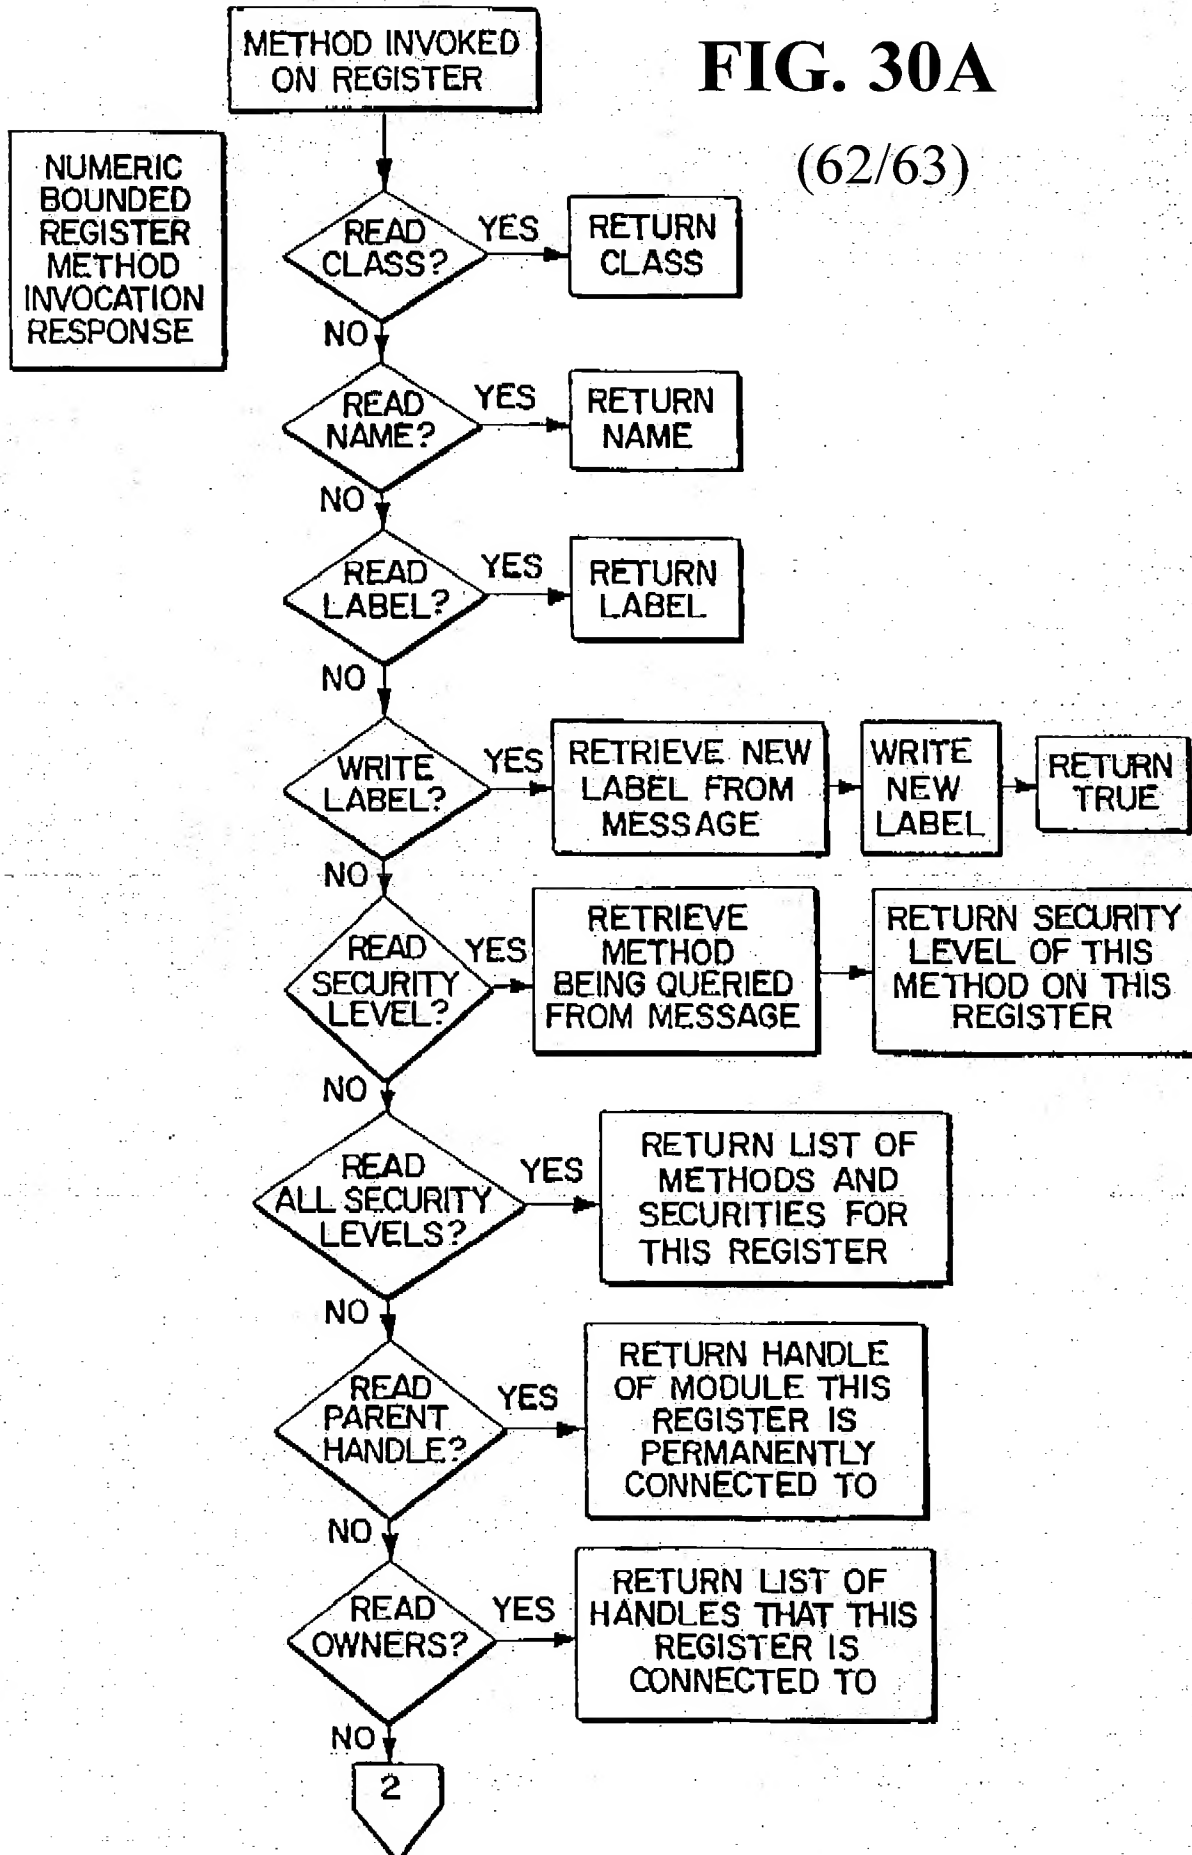 METHOD INVOKED
ON REGISTER
FIG. 30A
(62/63)
NUMERIC
BOUNDED
REGISTER
METHOD
INVOCATION
RESPONSE
READ
CLASS?
YES
RETURN
CLASS
NO
READ
NAME?
YES
RETURN
NAME
NO
READ
LABEL?
YES
RETURN
LABEL
NO
WRITE
LABEL?
YES
RETRIEVE NEW
LABEL FROM
MESSAGE
WRITE
NEW
LABEL
RETURN
TRUE
NO
READ
SECURITY
LEVEL?
YES
RETRIEVE
METHOD
BEING QUERIED
FROM MESSAGE
RETURN SECURITY
LEVEL OF THIS
METHOD ON THIS
REGISTER
NO
READ
ALL SECURITY
LEVELS?
YES
RETURN LIST OF
METHODS AND
SECURITIES FOR
THIS REGISTER
NO
READ
PARENT
HANDLE?
YES
RETURN HANDLE
OF MODULE THIS
REGISTER IS
PERMANENTLY
CONNECTED TO
NO
READ
OWNERS?
YES
RETURN LIST OF
HANDLES THAT THIS
REGISTER IS
CONNECTED TO
NO
2